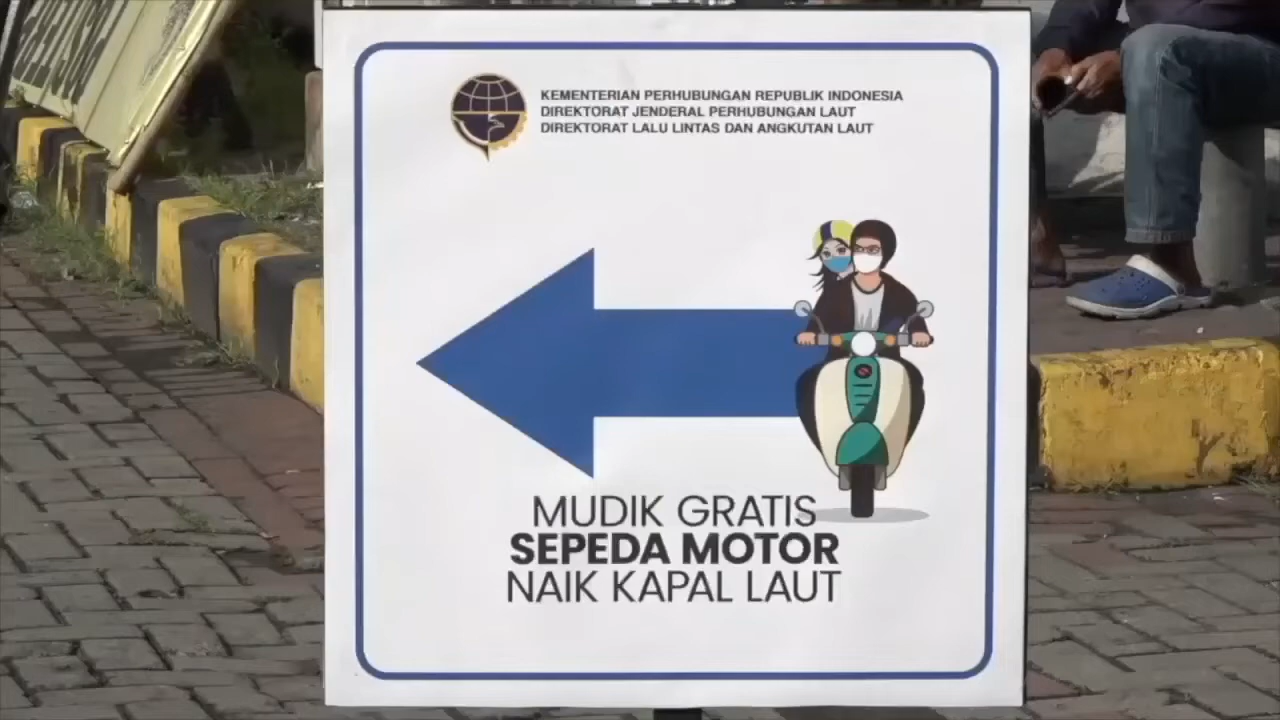 KEMENTERIAN PERHUBUNGAN REPUBLIK INDONESIA
DIREKTORAT JENDERAL PERHUBUNGAN LAUT
DIREKTORAT LALU LINTAS DAN ANGKUTAN LAUT
MUDIK GRATIS
SEPEDA MOTOR
NAIK KAPAL LAUT